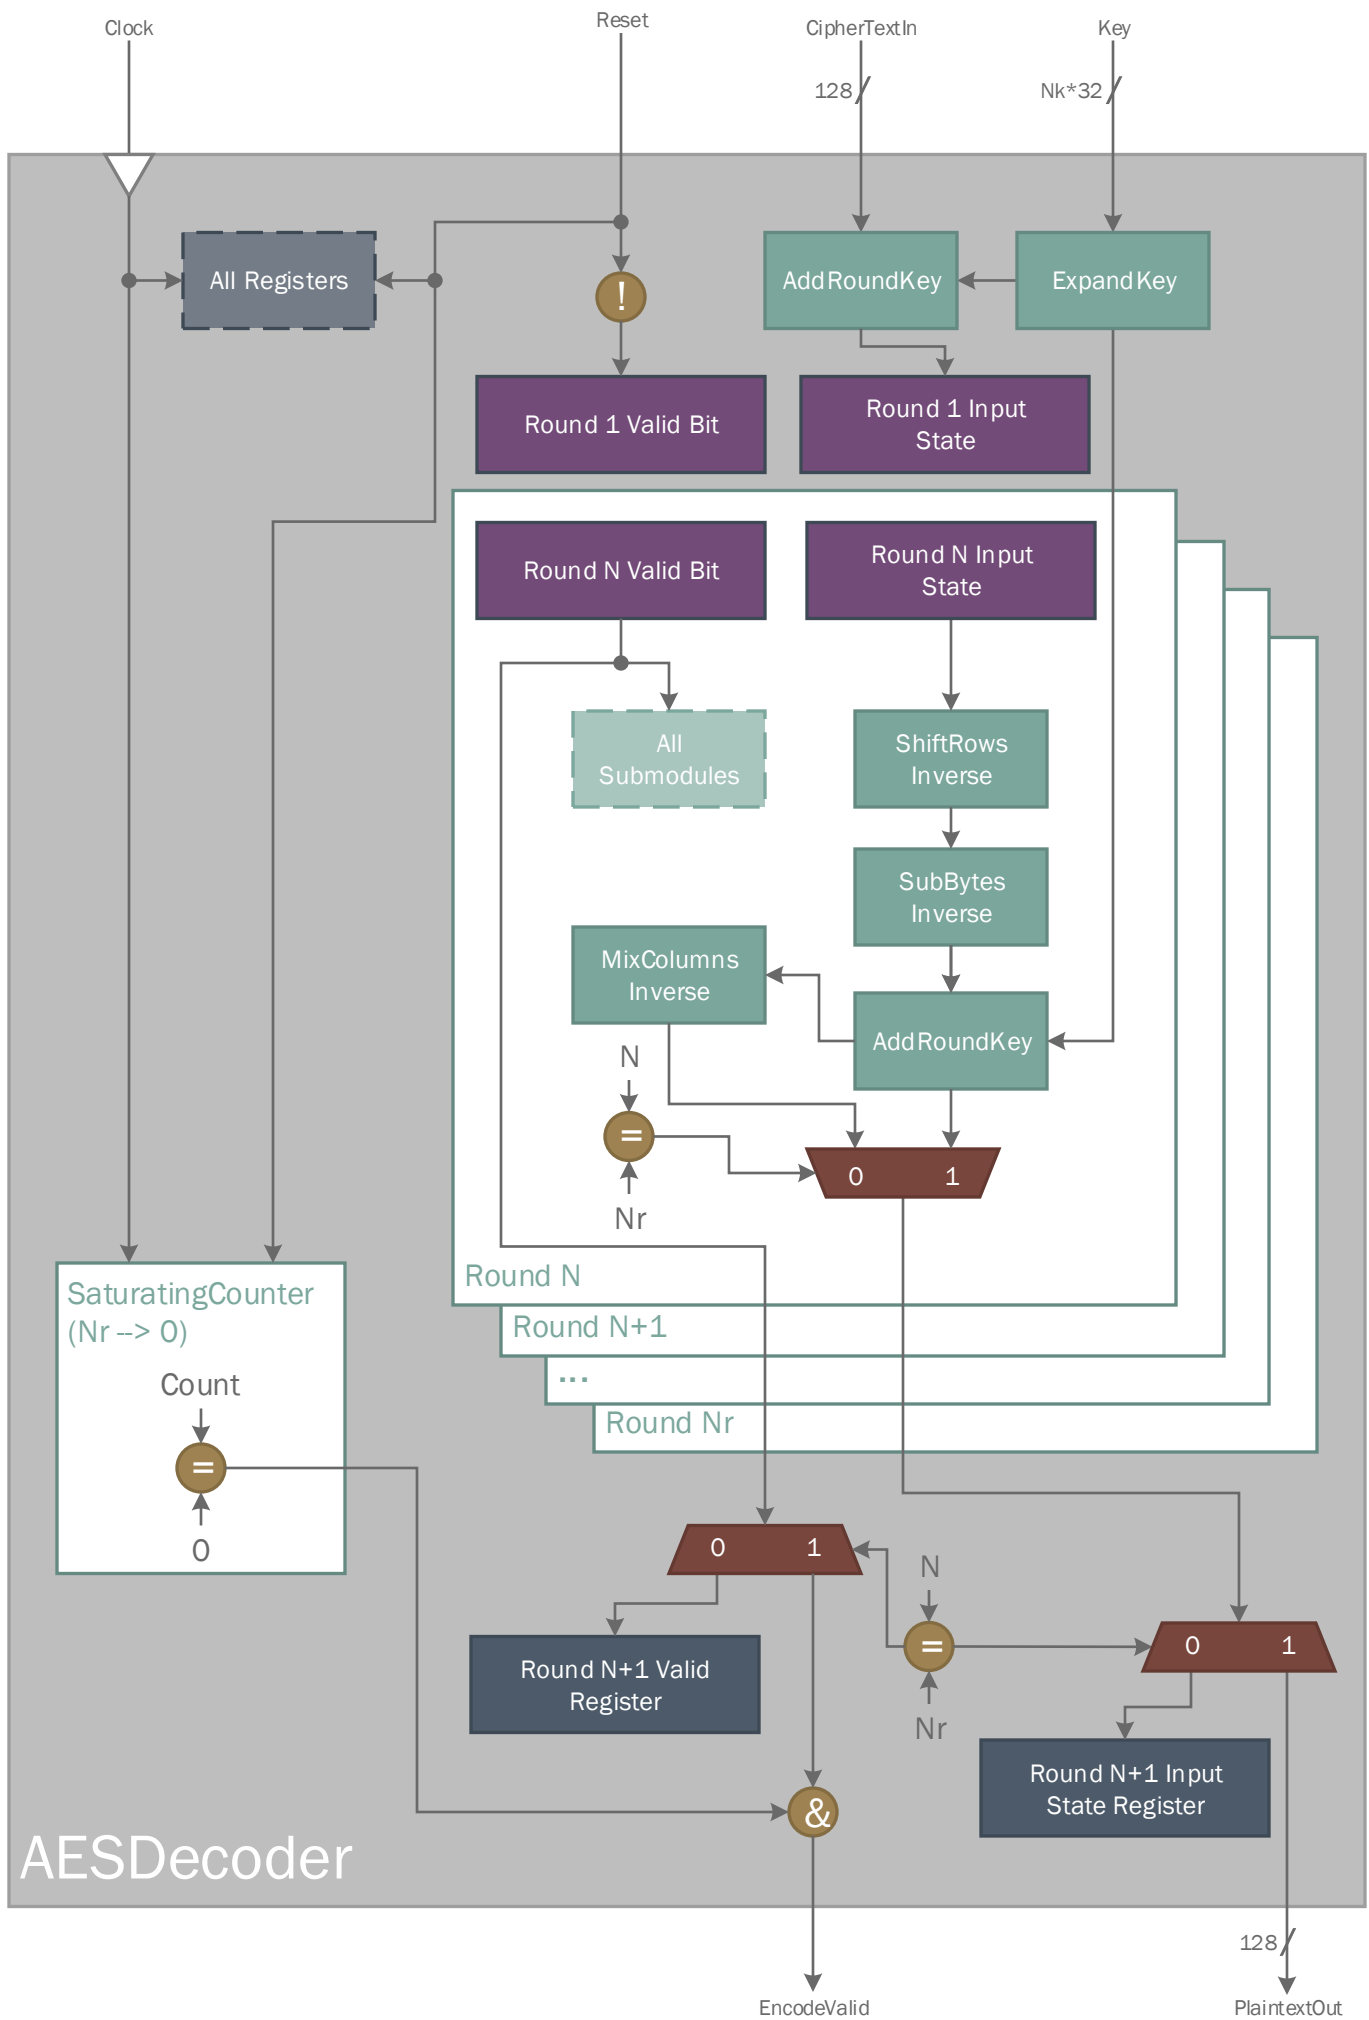 Clock
Reset
CipherTextIn
Key
128
Nk*32
All Registers
!
AddRoundKey
ExpandKey
Round 1 Valid Bit
Round 1 Input
State
Round N Valid Bit
Round N Input
State
All
Submodules
ShiftRows
Inverse
SubBytes
Inverse
MixColumns
Inverse
AddRoundKey
N
=
Nr
0 1
Round N
Round N+1
...
Round Nr
SaturatingCounter
(Nr --> 0)
Count
=
0
0 1
N
=
Nr
0 1
Round N+1 Valid
Register
Round N+1 Input
State Register
&
AESDecoder
128
EncodeValid
PlaintextOut